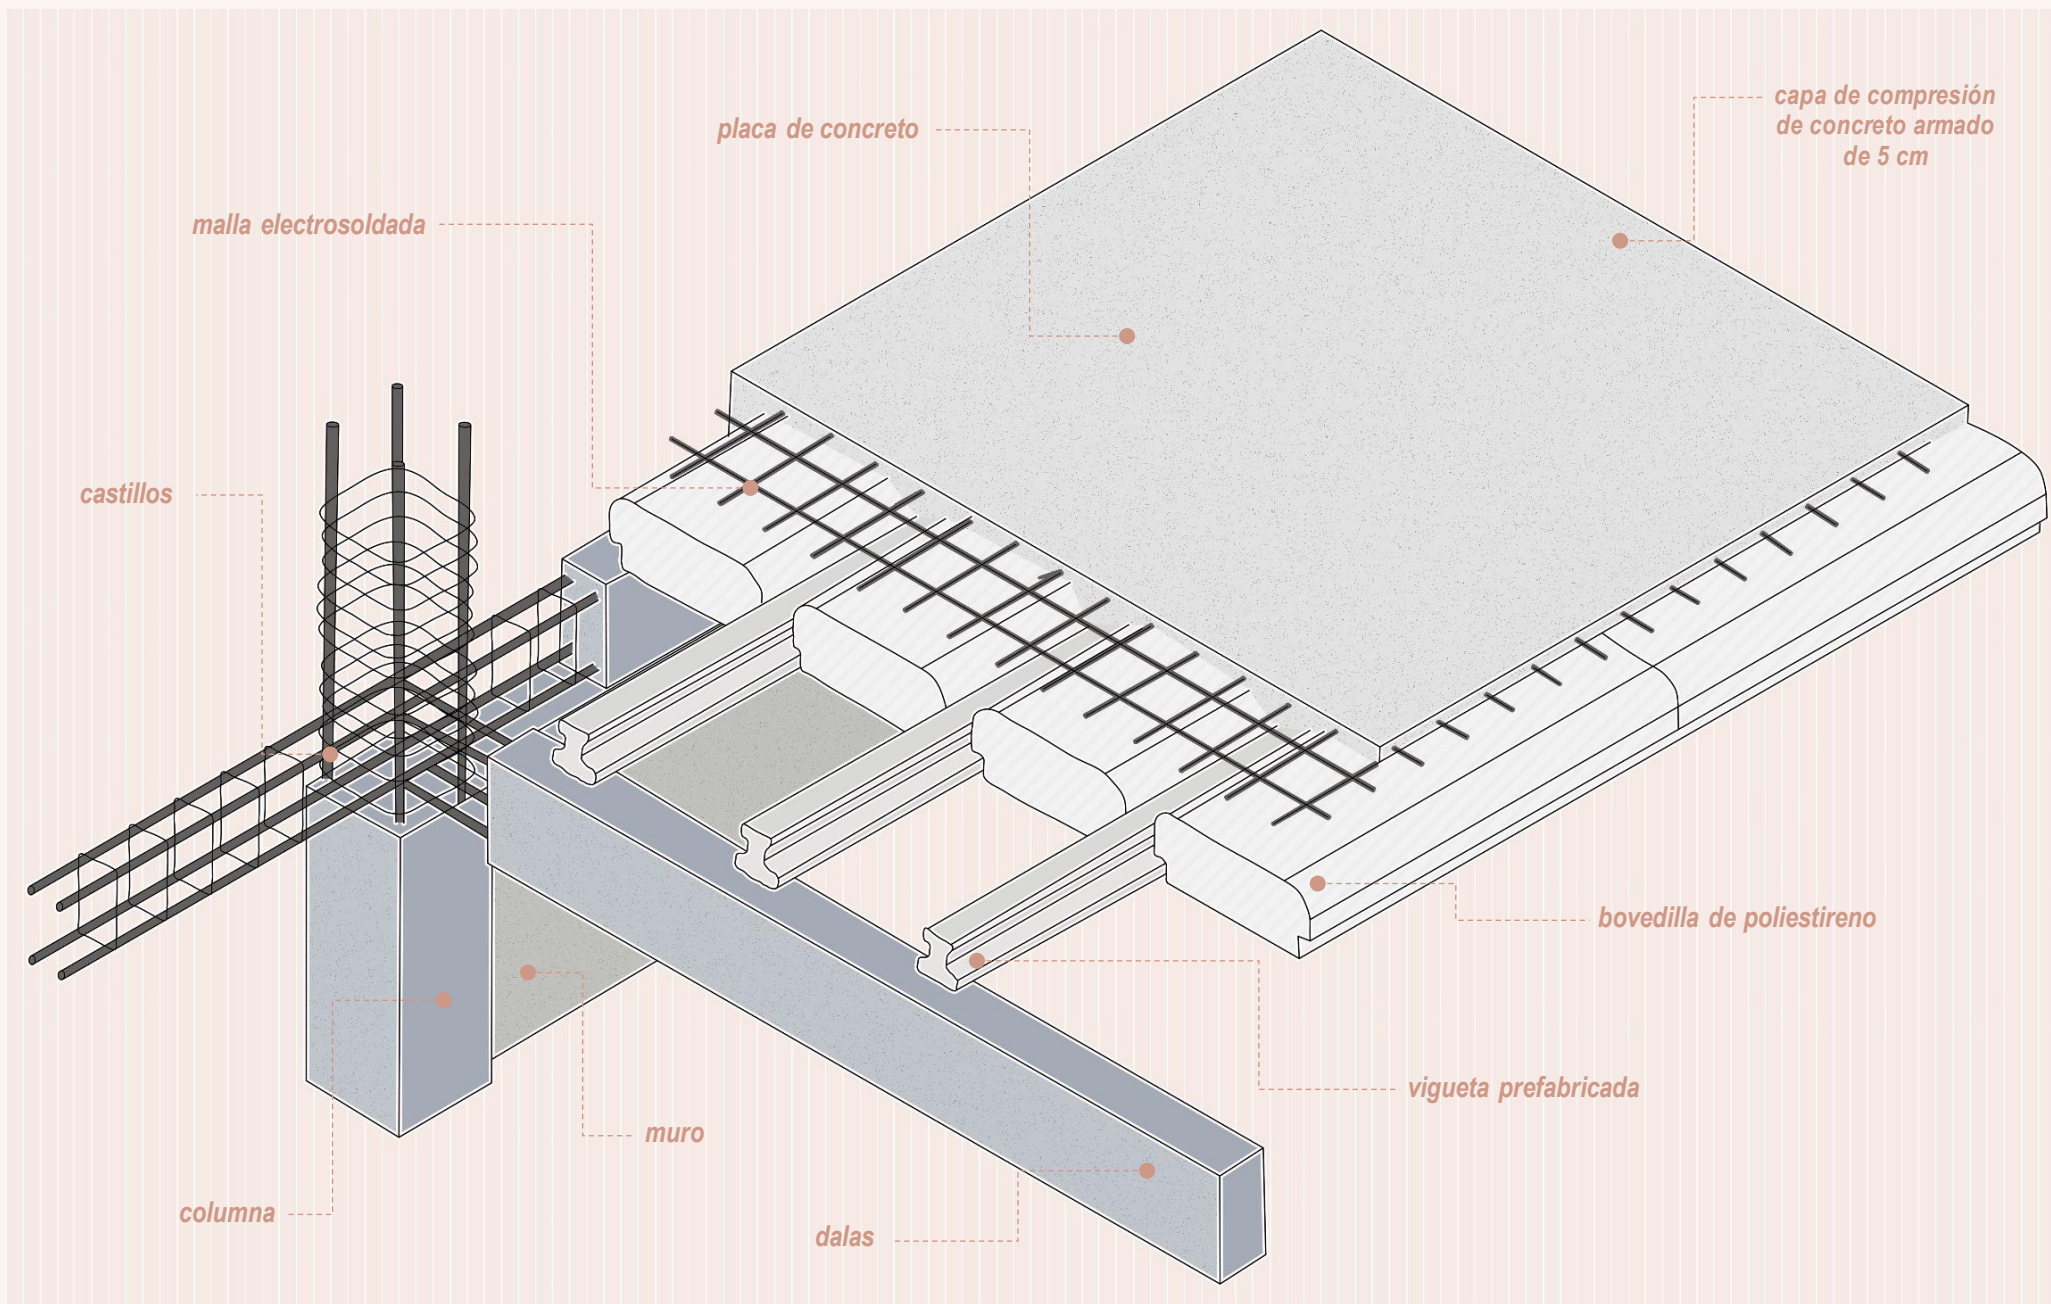 capa de compresión
de concreto armado
de 5 cm
placa de concreto
malla electrosoldada
castillos
bovedilla de poliestireno
vigueta prefabricada
muro
columna
dalas